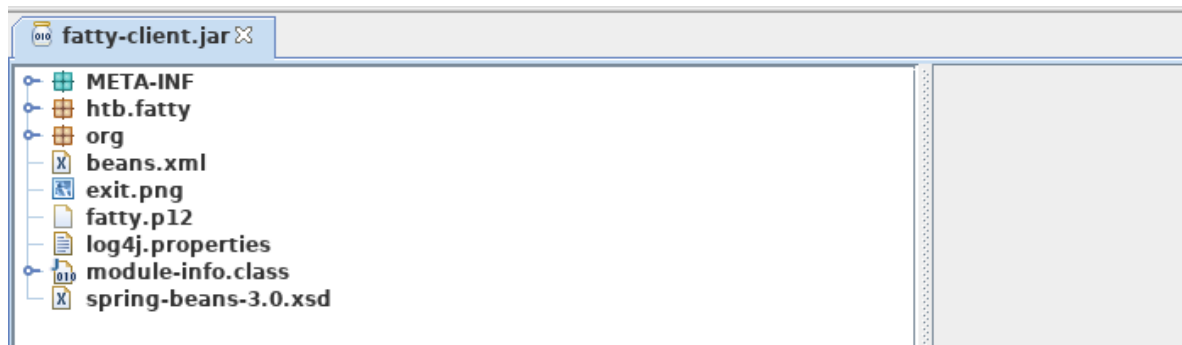 fatty-client.jar
META-INF
htb.fatty
org
beans.xml
exit.png
fatty.p12
log4j.properties
module-info.class
spring-beans-3.0.xsd